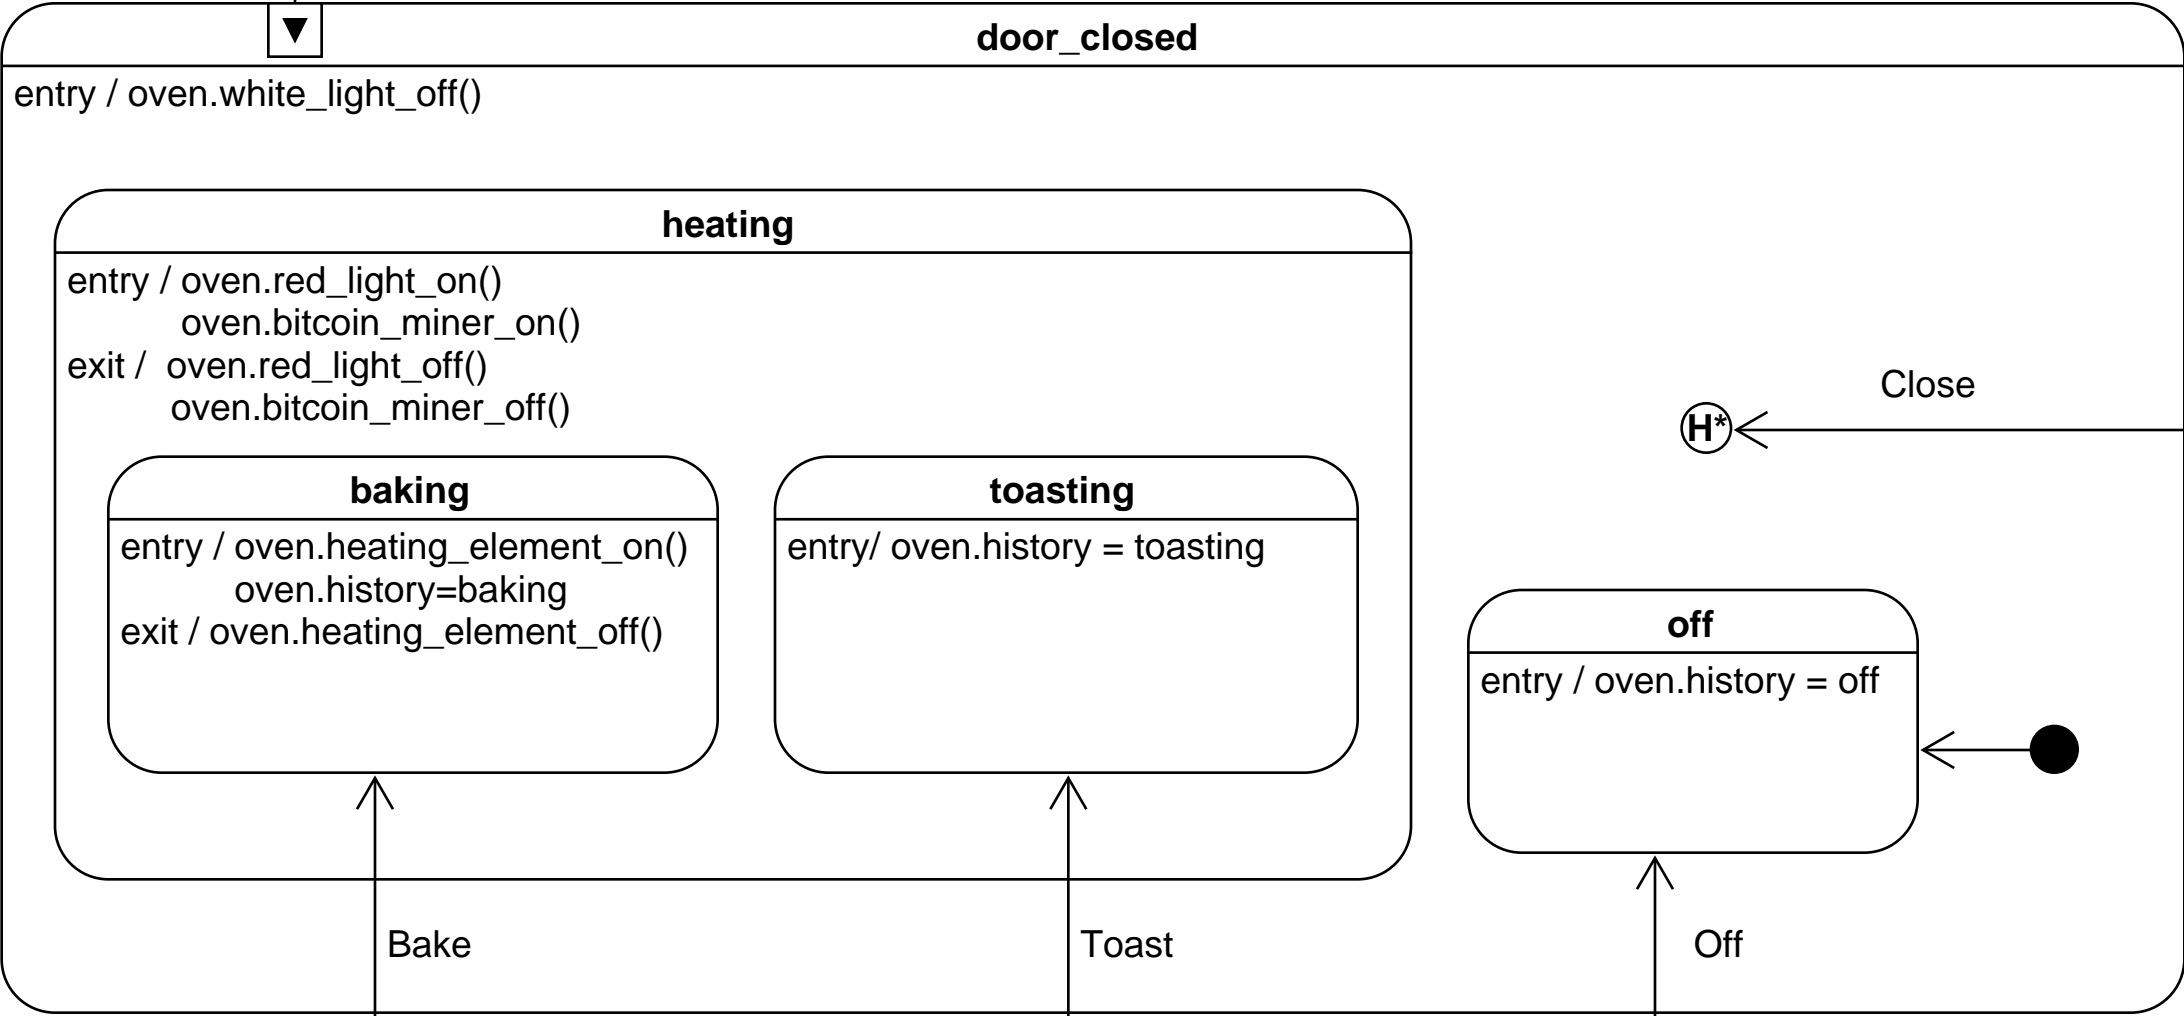 door_closed
entry / oven.white_light_off()
heating
entry / oven.red_light_on()
oven.bitcoin_miner_on()
exit /  oven.red_light_off()
oven.bitcoin_miner_off()
Close
H*
baking
entry / oven.heating_element_on()
oven.history=baking
exit / oven.heating_element_off()
toasting
entry/ oven.history = toasting
off
entry / oven.history = off
Bake
Toast
Off